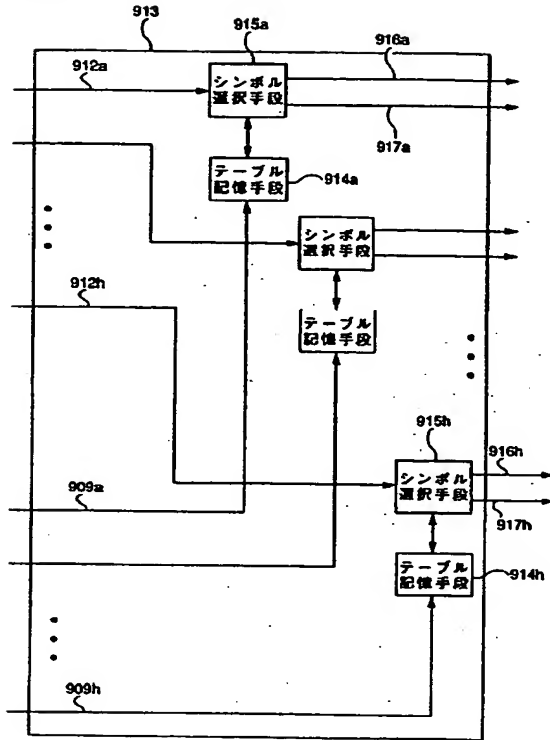 913
915a
916a
912a
シンボル
選択手段
917a
テーブル
記憶手段
914a
シンボル
選択手段
912h
テーブル
記憶手段
915h
916h
シンボル
選択手段
909a
917h
テーブル
記憶手段
914h
909h